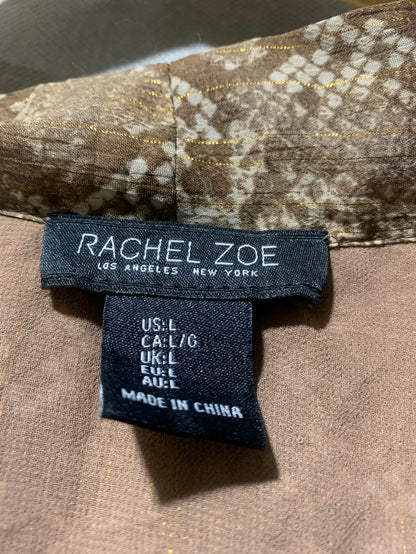 RACHEL ZOE
LOS ANGELES NEW YORK
US:L
CA:L/G
UK:L
EU:L
AU:L
MADE IN CHINA